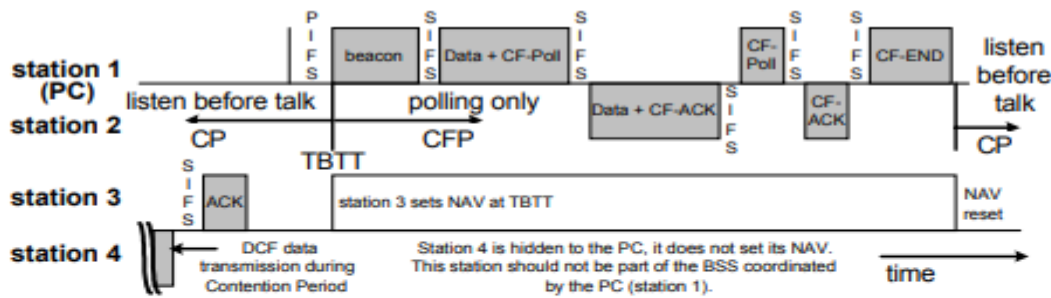 P
I
F
S
beacon
S
I
F
S
Data + CF-Poll
S
I
F
S
CF-
Poll
S
I
F
S
S
I
F
S
CF-END
listen
before
talk
station 1
(PC)
listen before talk
polling only
station 2
Data + CF-ACK
S
I
F
S
CF-
ACK
CP
CFP
CP
TBTT
station 3
S
I
F
S
ACK
station 3 sets NAV at TBTT
NAV
reset
station 4
DCF data
transmission during
Contention Period
Station 4 is hidden to the PC, it does not set its NAV.
This station should not be part of the BSS coordinated
by the PC (station 1).
time